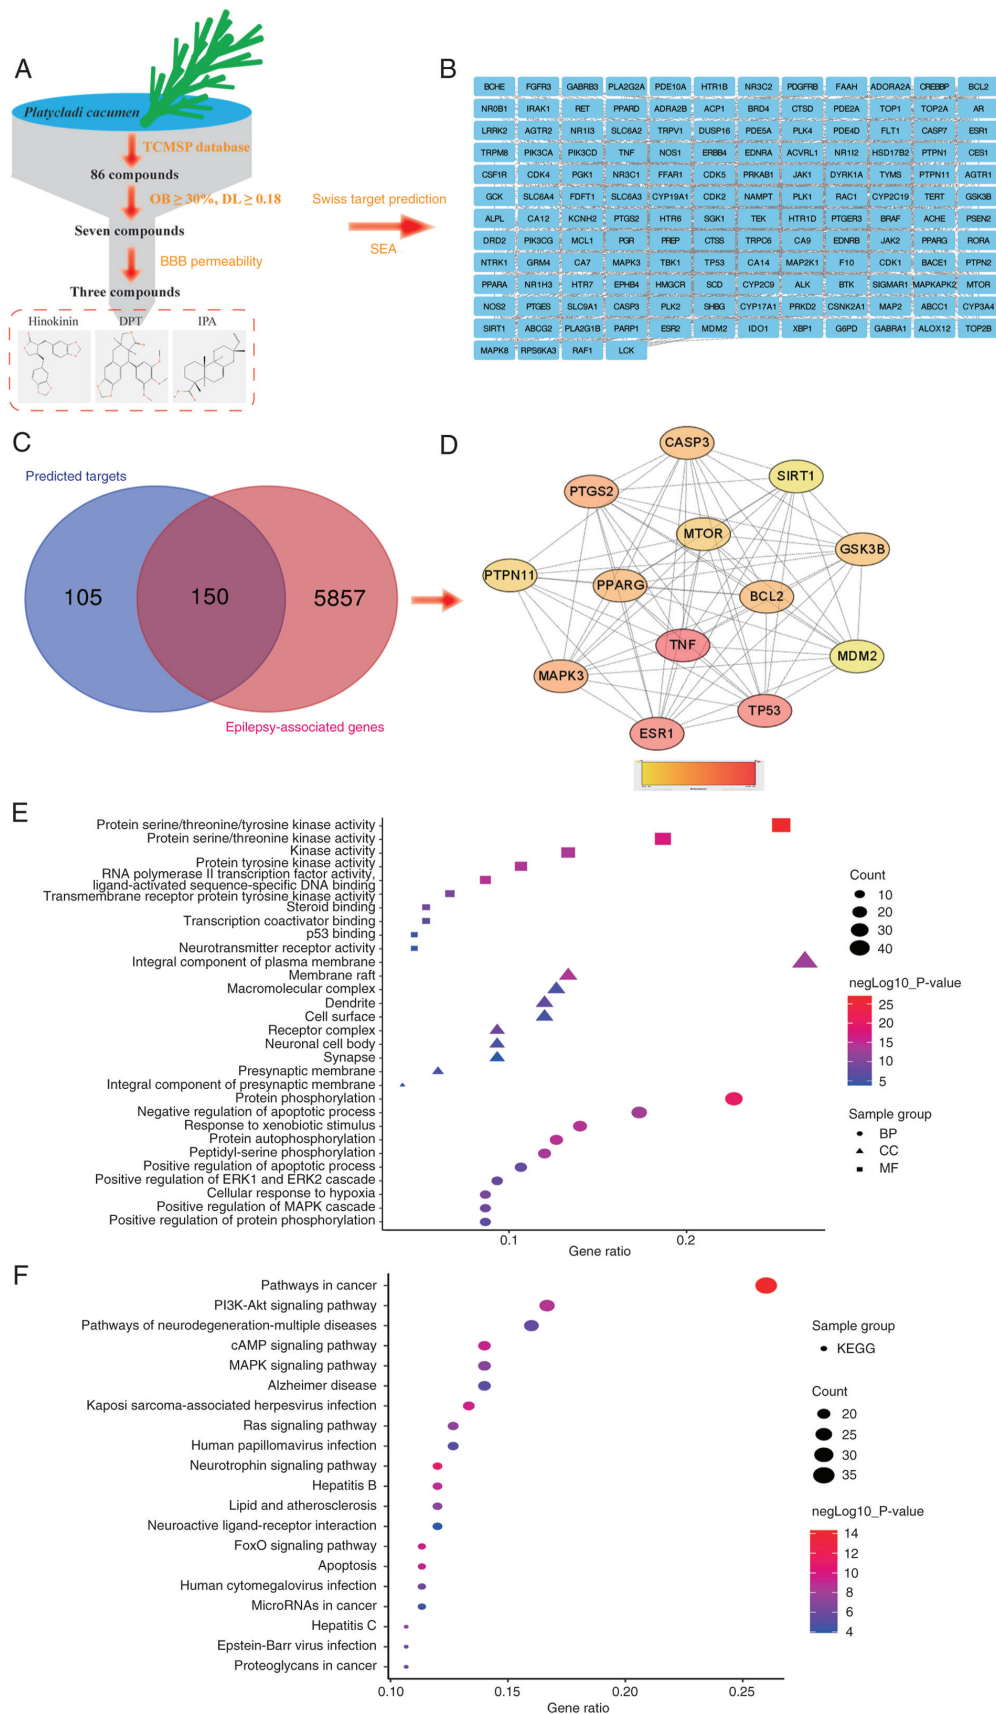 A
Platycladi cacumen
TCMSP database
86 compounds
OB ≥ 30%, DL ≥ 0.18
Seven compounds
BBB permeability
Three compounds
Hinokinin DPT IPA
Swiss target prediction
SEA
B
BCHE FGFR3 GABRB3 PLA2G2A PDE10A HTR1B NR3C2 PDGFRB FAAH ADORA2A CREBBP BCL2
NR0B1 IRAK1 RET PPARD ADRA2B ACP1 BRD4 CTSD PDE2A TOP1 TOP2A AR
LRRK2 AGTR2 NR1I3 SLC6A2 TRPV1 DUSP16 PDE5A PLK4 PDE4D FLT1 CASP7 ESR1
TRPM8 PIK3CA PIK3CD TNF NOS1 ERBB4 EDNRA ACVRL1 NR1I2 HSD17B2 PTPN1 CES1
CSF1R CDK4 PGK1 NR3C1 FFAR1 CDK5 PRKAB1 JAK1 DYRK1A TYMS PTPN11 AGTR1
GCK SLC6A4 FDFT1 SLC6A3 CYP19A1 CDK2 NAMPT PLK1 RAC1 CYP2C19 TERT GSK3B
ALPL CA12 KCNH2 PTGS2 HTR6 SGK1 TEK HTR1D PTGER3 BRAF ACHE PSEN2
DRD2 PIK3CG MCL1 PGR PREP CTSS TRPC6 CA9 EDNRB JAK2 PPARG RORA
NTRK1 GRM4 CA7 MAPK3 TBK1 TP53 CA14 MAP2K1 F10 CDK1 BACE1 PTPN2
PPARA NR1H3 HTR7 EPHB4 HMGCR SCD CYP2C9 ALK BTK SIGMAR1 MAPKAPK2 MTOR
NOS2 PTGES SLC9A1 CASP3 PLK2 SHBG CYP17A1 PRKD2 CSNK2A1 MAP2 ABCC1 CYP3A4
SIRT1 ABCG2 PLA2G1B PARP1 ESR2 MDM2 IDO1 XBP1 G6PD GABRA1 ALOX12 TOP2B
MAPK8 RPS6KA3 RAF1 LCK
C
Predicted targets
105 150 5857
Epilepsy-associated genes
D
CASP3
SIRT1
PTGS2
MTOR
GSK3B
PTPN11
PPARG
BCL2
TNF
MDM2
MAPK3
TP53
ESR1
E
Protein serine/threonine/tyrosine kinase activity
Protein serine/threonine kinase activity
Kinase activity
Protein tyrosine kinase activity
RNA polymerase II transcription factor activity,
ligand-activated sequence-specific DNA binding
Transmembrane receptor protein tyrosine kinase activity
Steroid binding
Transcription coactivator binding
p53 binding
Neurotransmitter receptor activity
Integral component of plasma membrane
Membrane raft
Macromolecular complex
Dendrite
Cell surface
Receptor complex
Neuronal cell body
Synapse
Presynaptic membrane
Integral component of presynaptic membrane
Protein phosphorylation
Negative regulation of apoptotic process
Response to xenobiotic stimulus
Protein autophosphorylation
Peptidyl-serine phosphorylation
Positive regulation of apoptotic process
Positive regulation of ERK1 and ERK2 cascade
Cellular response to hypoxia
Positive regulation of MAPK cascade
Positive regulation of protein phosphorylation
0.1 0.2
Gene ratio
Count
10
20
30
40
negLog10_P-value
25
20
15
10
5
Sample group
BP
CC
MF
F
Pathways in cancer
PI3K-Akt signaling pathway
Pathways of neurodegeneration-multiple diseases
cAMP signaling pathway
MAPK signaling pathway
Alzheimer disease
Kaposi sarcoma-associated herpesvirus infection
Ras signaling pathway
Human papillomavirus infection
Neurotrophin signaling pathway
Hepatitis B
Lipid and atherosclerosis
Neuroactive ligand-receptor interaction
FoxO signaling pathway
Apoptosis
Human cytomegalovirus infection
MicroRNAs in cancer
Hepatitis C
Epstein-Barr virus infection
Proteoglycans in cancer
0.10 0.15 0.20 0.25
Gene ratio
Sample group
KEGG
Count
20
25
30
35
negLog10_P-value
14
12
10
8
6
4